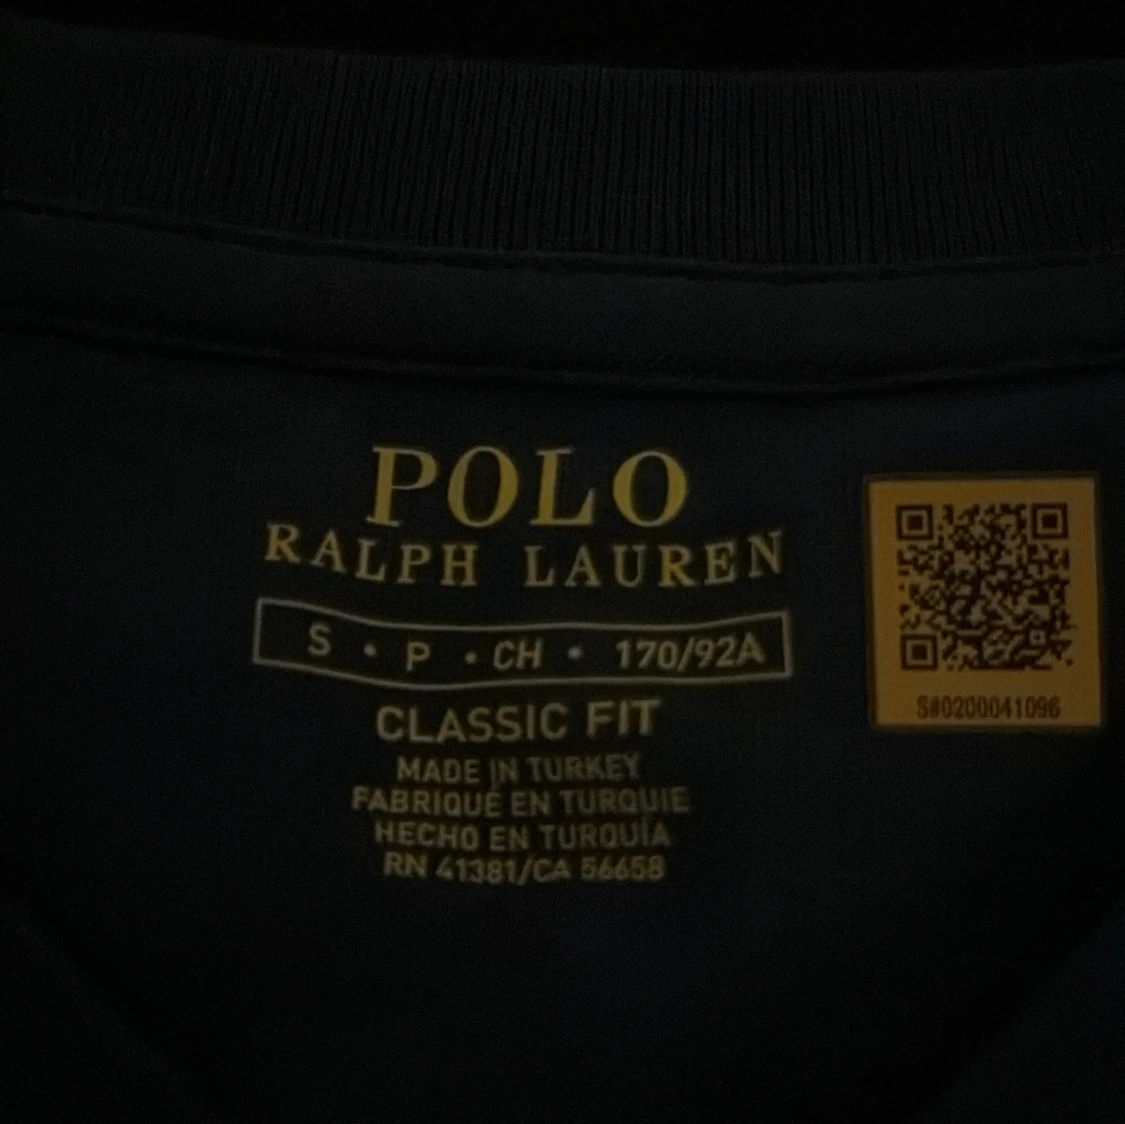 POLO
RALPH LAUREN
S • P • CH • 170/92A
CLASSIC FIT
MADE IN TURKEY
FABRIQUÉ EN TURQUIE
HECHO EN TURQUÍA
RN 41381/CA 56658
S#0200041096